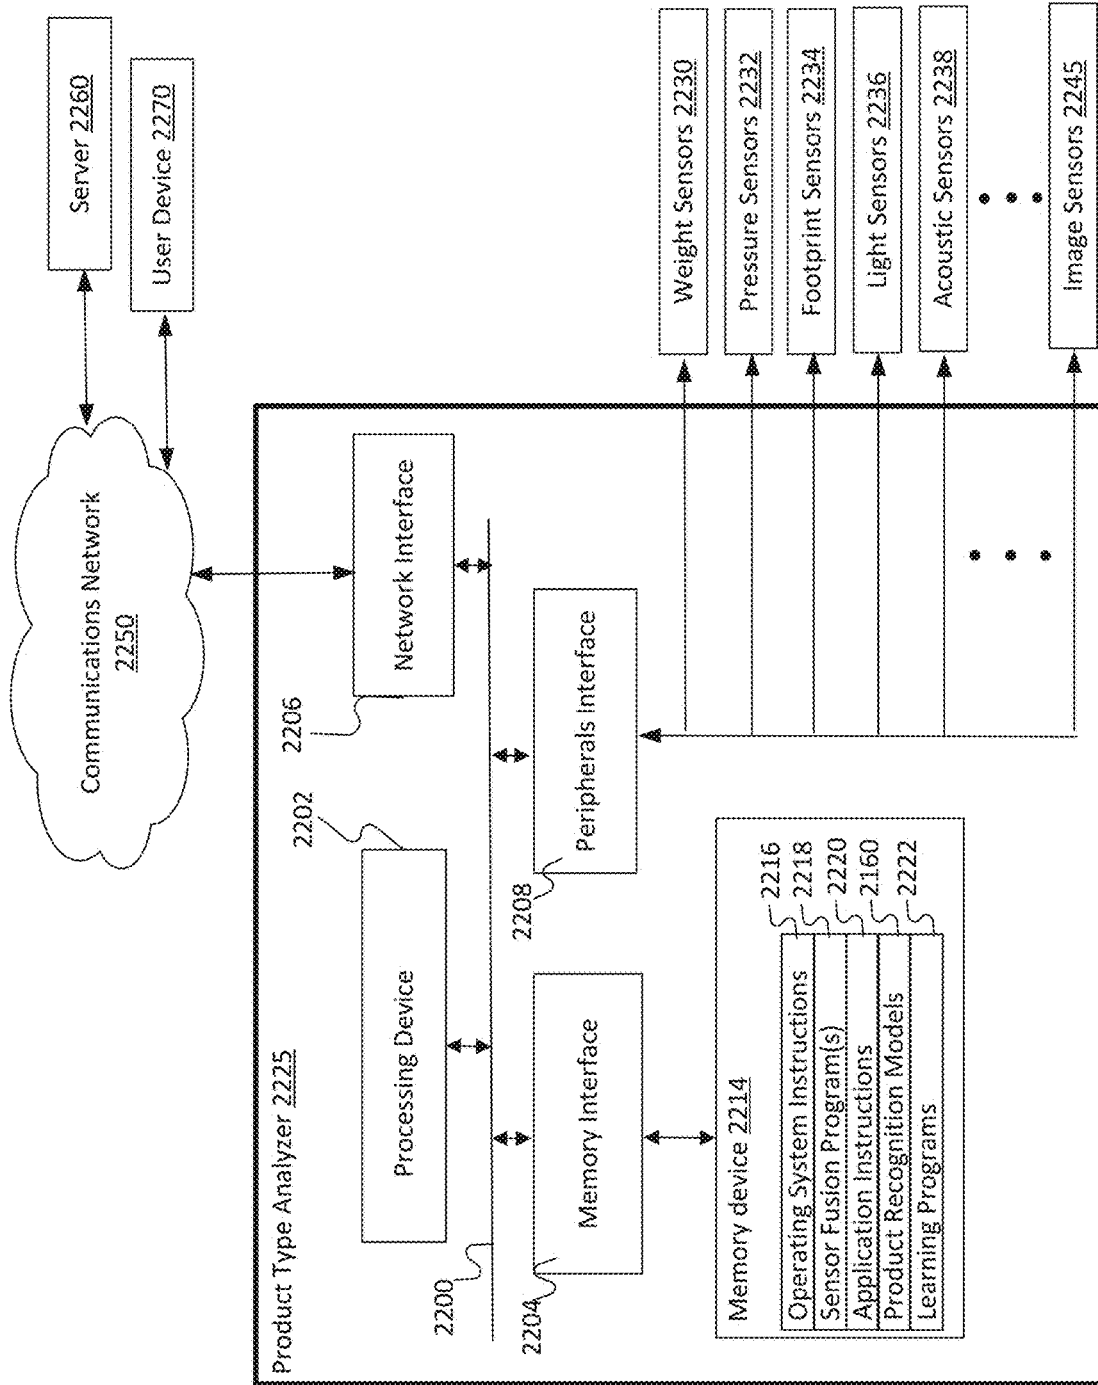 Product Type Analyzer 2225
Processing Device
2202
Network Interface
2206
Communications Network
2250
Server 2260
User Device 2270
2200
2204
Memory Interface
2208
Peripherals Interface
Memory device 2214
Operating System Instructions
2216
Sensor Fusion Program(s)
2218
Application Instructions
2220
Product Recognition Models
2160
Learning Programs
2222
Weight Sensors 2230
Pressure Sensors 2232
Footprint Sensors 2234
Light Sensors 2236
Acoustic Sensors 2238
Image Sensors 2245